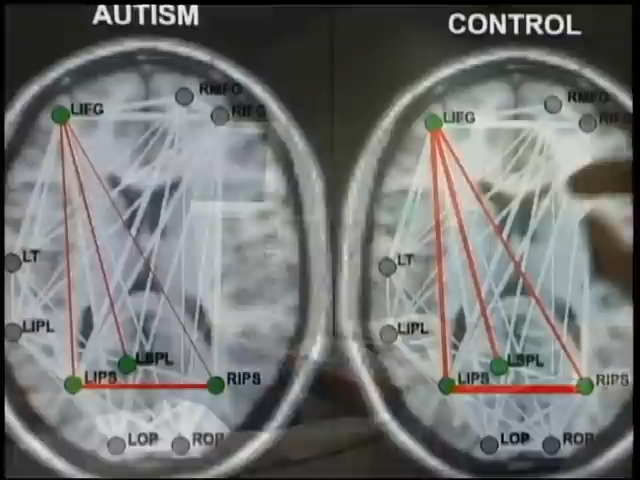 AUTISM
CONTROL
LIFG
RMFG
RIFG
LT
LIPL
LSPL
LIPS
RIPS
LOP
ROP
LIFG
RMFG
RIFG
LT
LIPL
LSPL
LIPS
RIPS
LOP
ROP